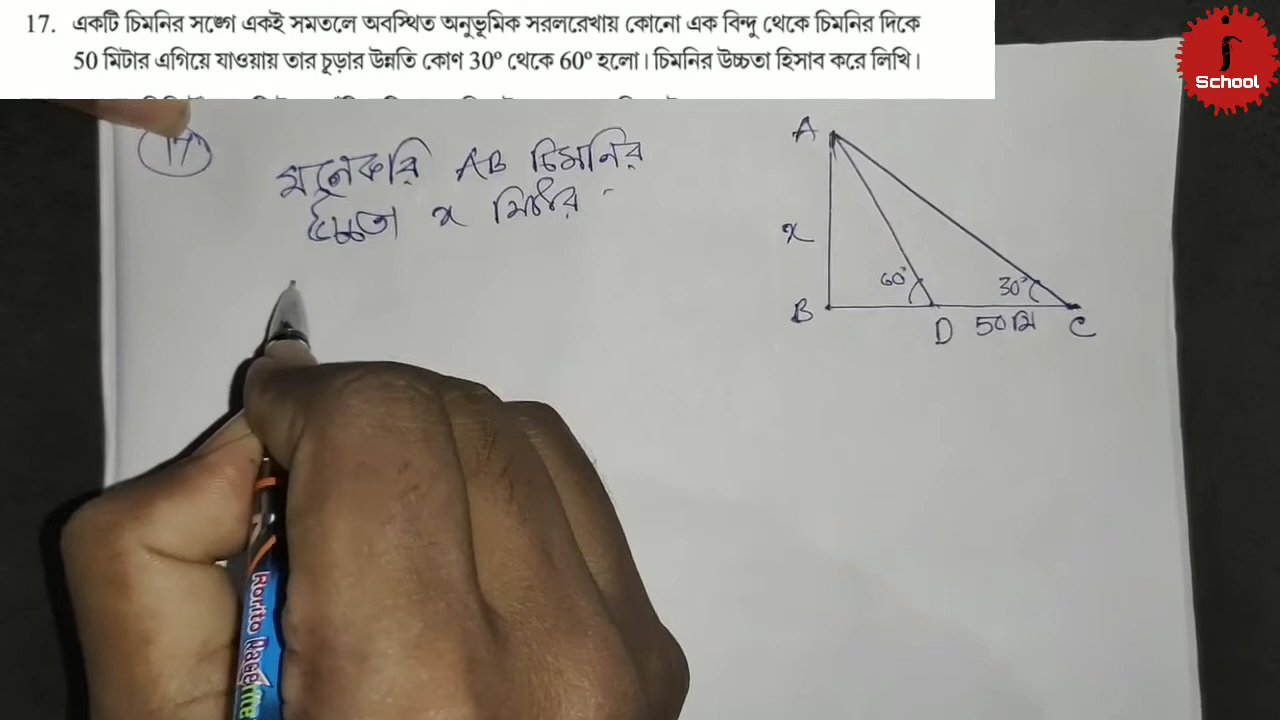 17. একটি চিমনির সঙ্গে একই সমতলে অবস্থিত অনুভূমিক সরলরেখায় কোনো এক বিন্দু থেকে চিমনির দিকে
50 মিটার এগিয়ে যাওয়ায় তার চূড়ার উন্নতি কোণ 30° থেকে 60° হলো। চিমনির উচ্চতা হিসাব করে লিখি।
School
17
মনেকরি AB চিমনির
উচ্চতা x মিটার
A
x
60°
30°
B
D
50 মি
C